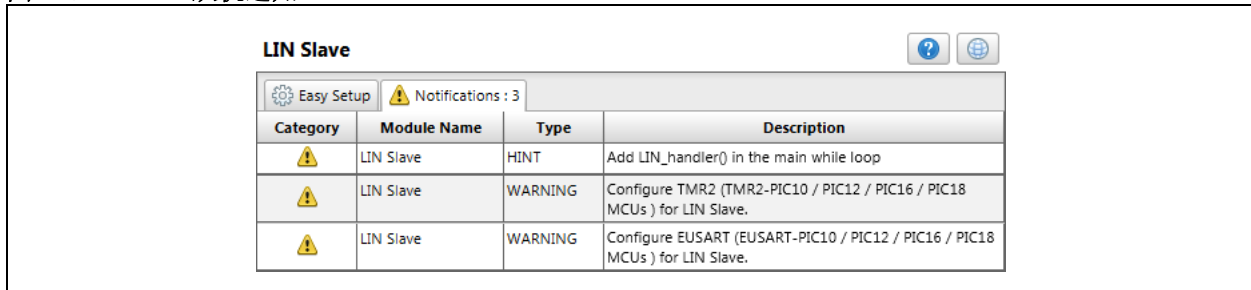 LIN Slave
Easy Setup
Notifications : 3
Category Module Name Type Description
LIN Slave HINT Add LIN_handler() in the main while loop
LIN Slave WARNING Configure TMR2 (TMR2-PIC10 / PIC12 / PIC16 / PIC18
MCUs ) for LIN Slave.
LIN Slave WARNING Configure EUSART (EUSART-PIC10 / PIC12 / PIC16 / PIC18
MCUs ) for LIN Slave.